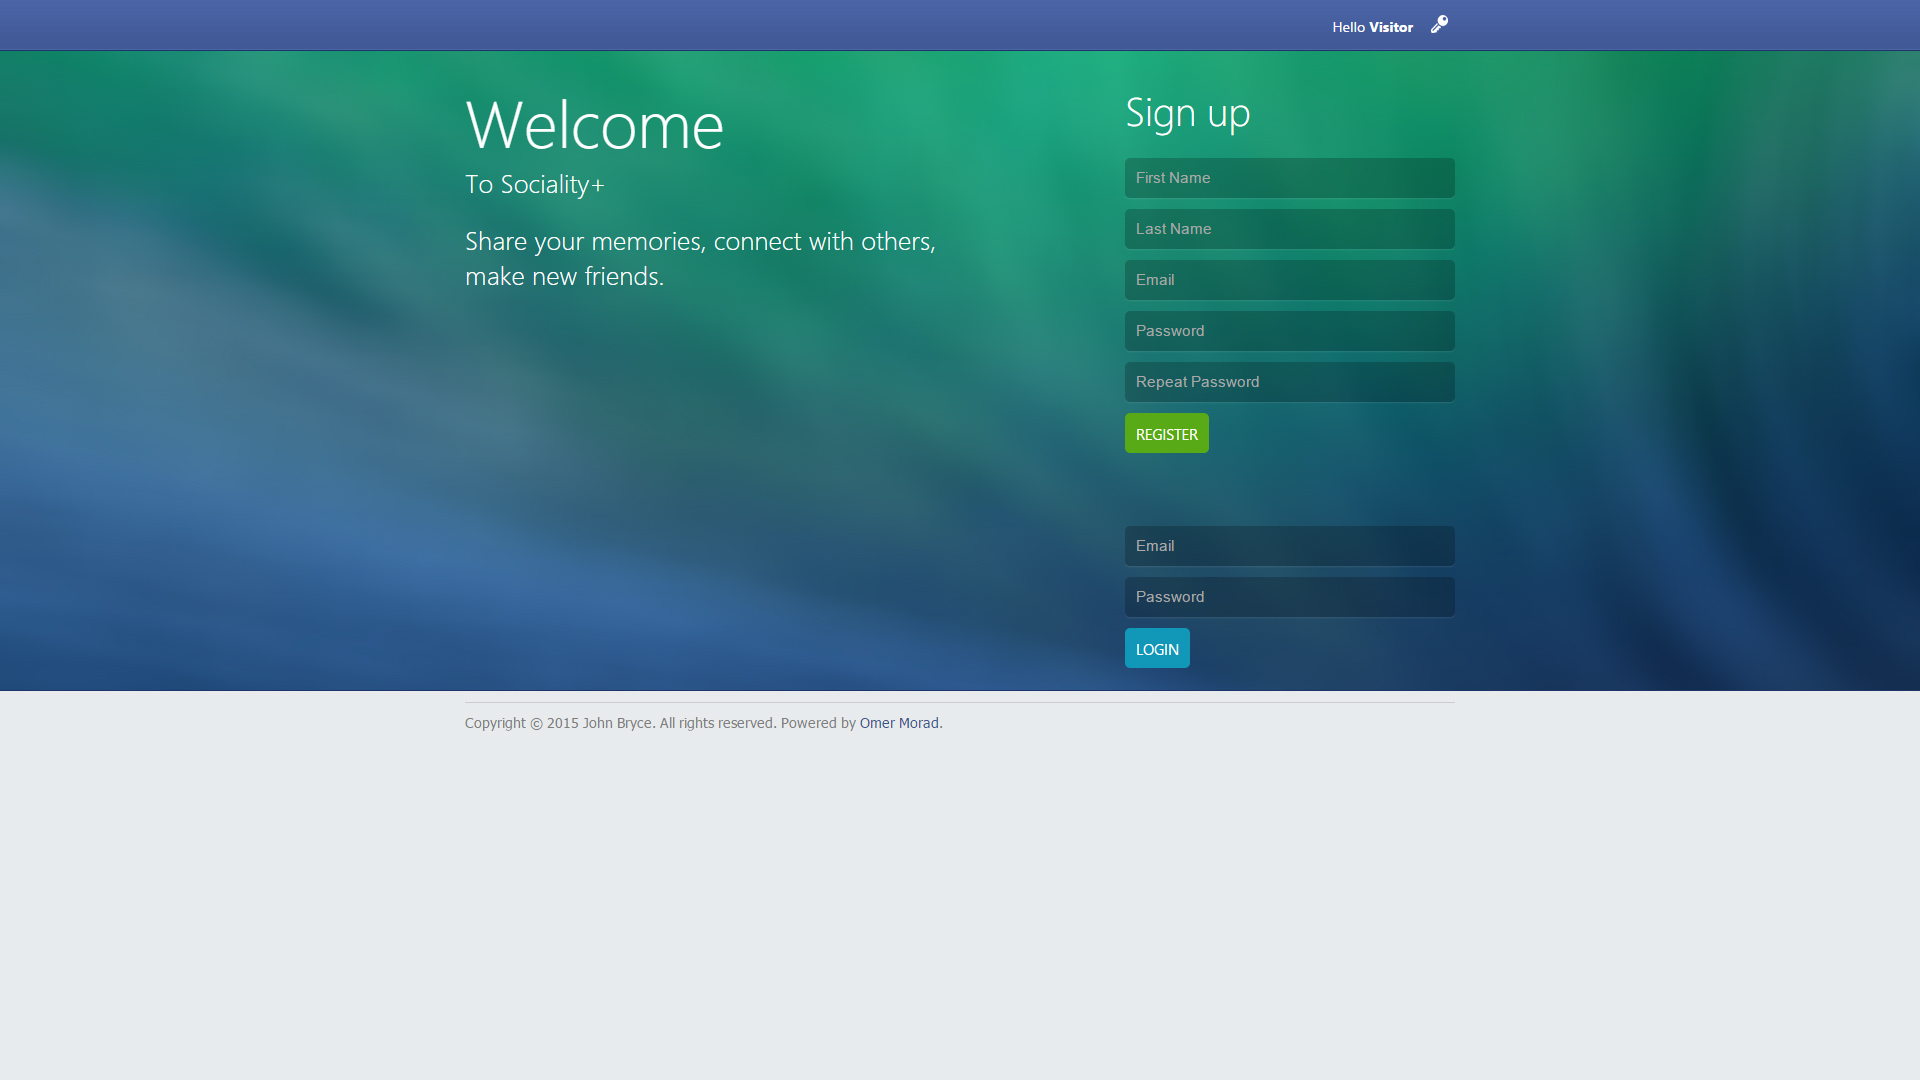 Hello Visitor
Welcome
To Sociality+
Share your memories, connect with others,
make new friends.
Sign up
First Name
Last Name
Email
Password
Repeat Password
REGISTER
Email
Password
LOGIN
Copyright © 2015 John Bryce. All rights reserved. Powered by Omer Morad.